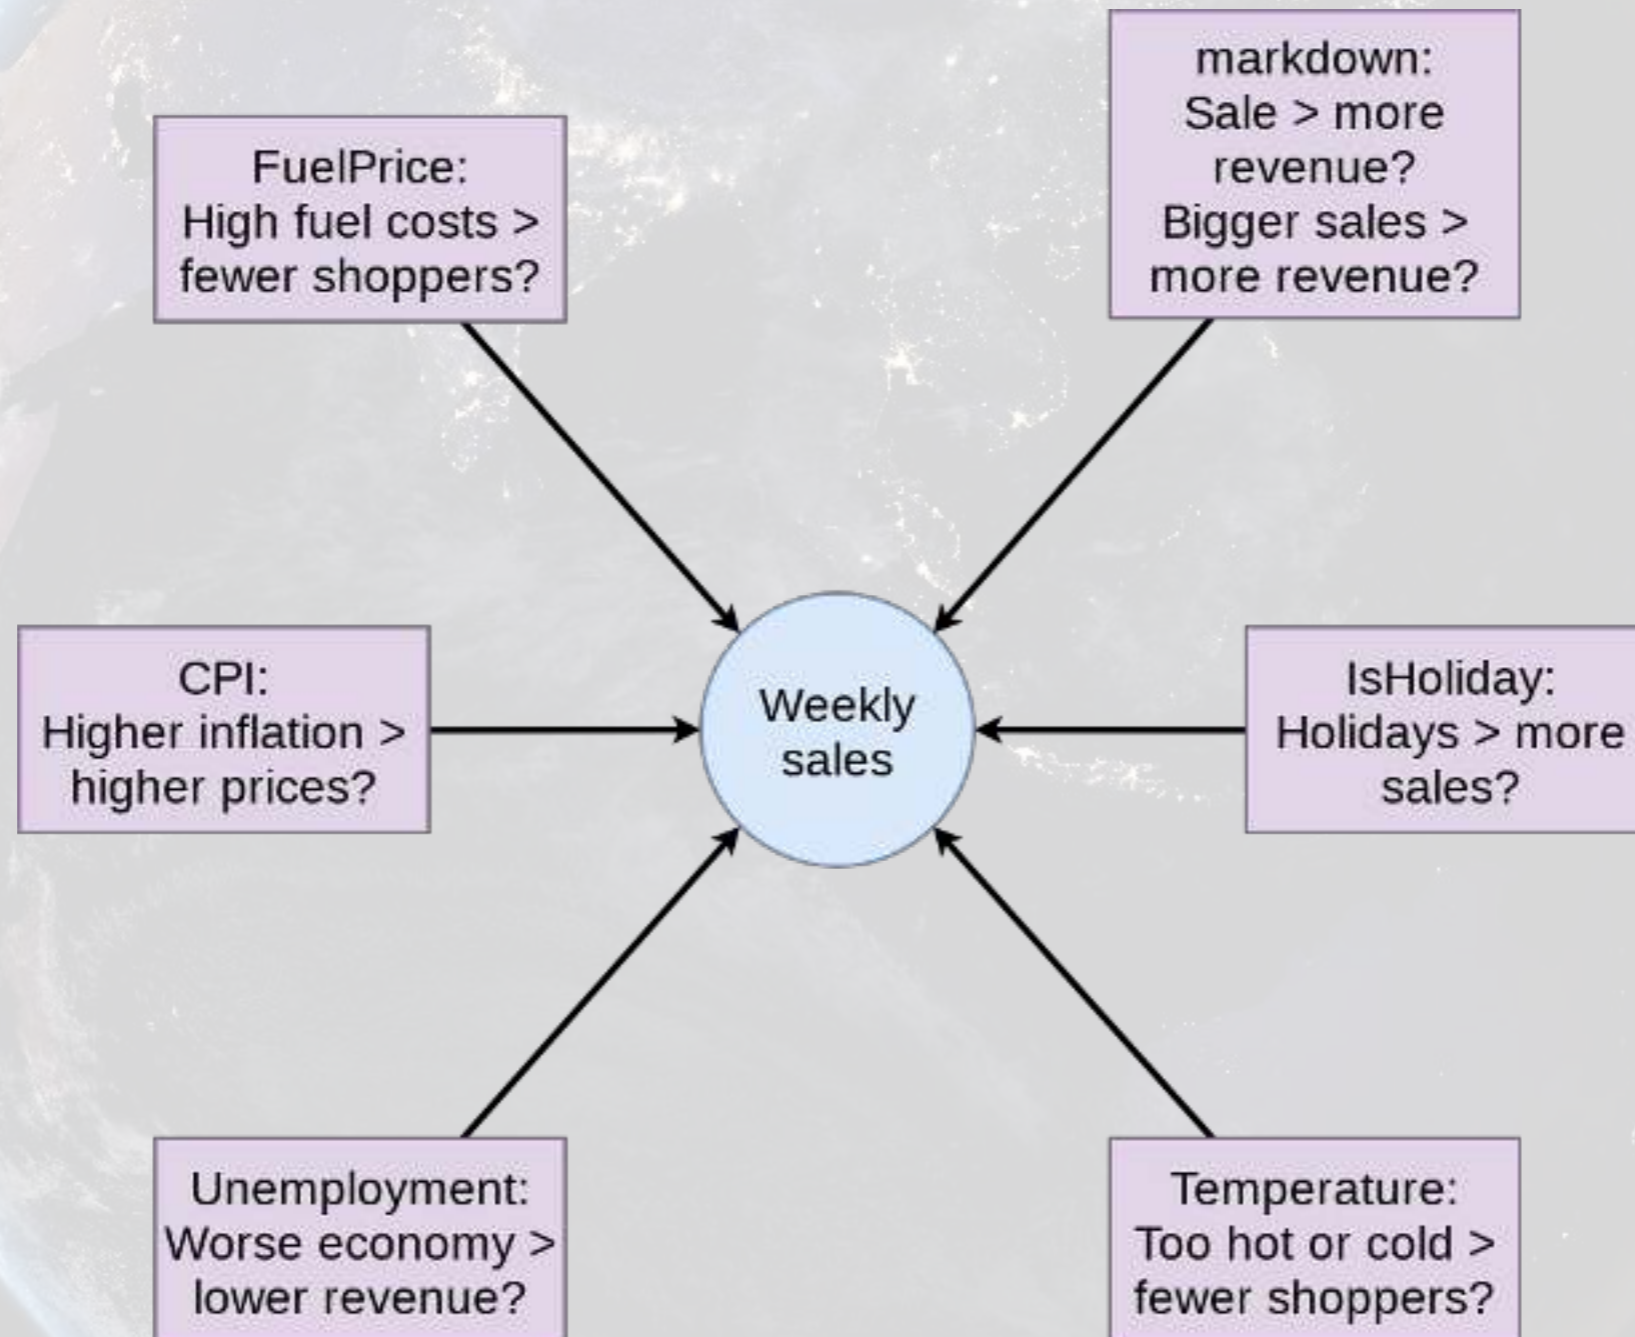 FuelPrice:
High fuel costs >
fewer shoppers?
markdown:
Sale > more
revenue?
Bigger sales >
more revenue?
CPI:
Higher inflation >
higher prices?
Weekly
sales
IsHoliday:
Holidays > more
sales?
Unemployment:
Worse economy >
lower revenue?
Temperature:
Too hot or cold >
fewer shoppers?